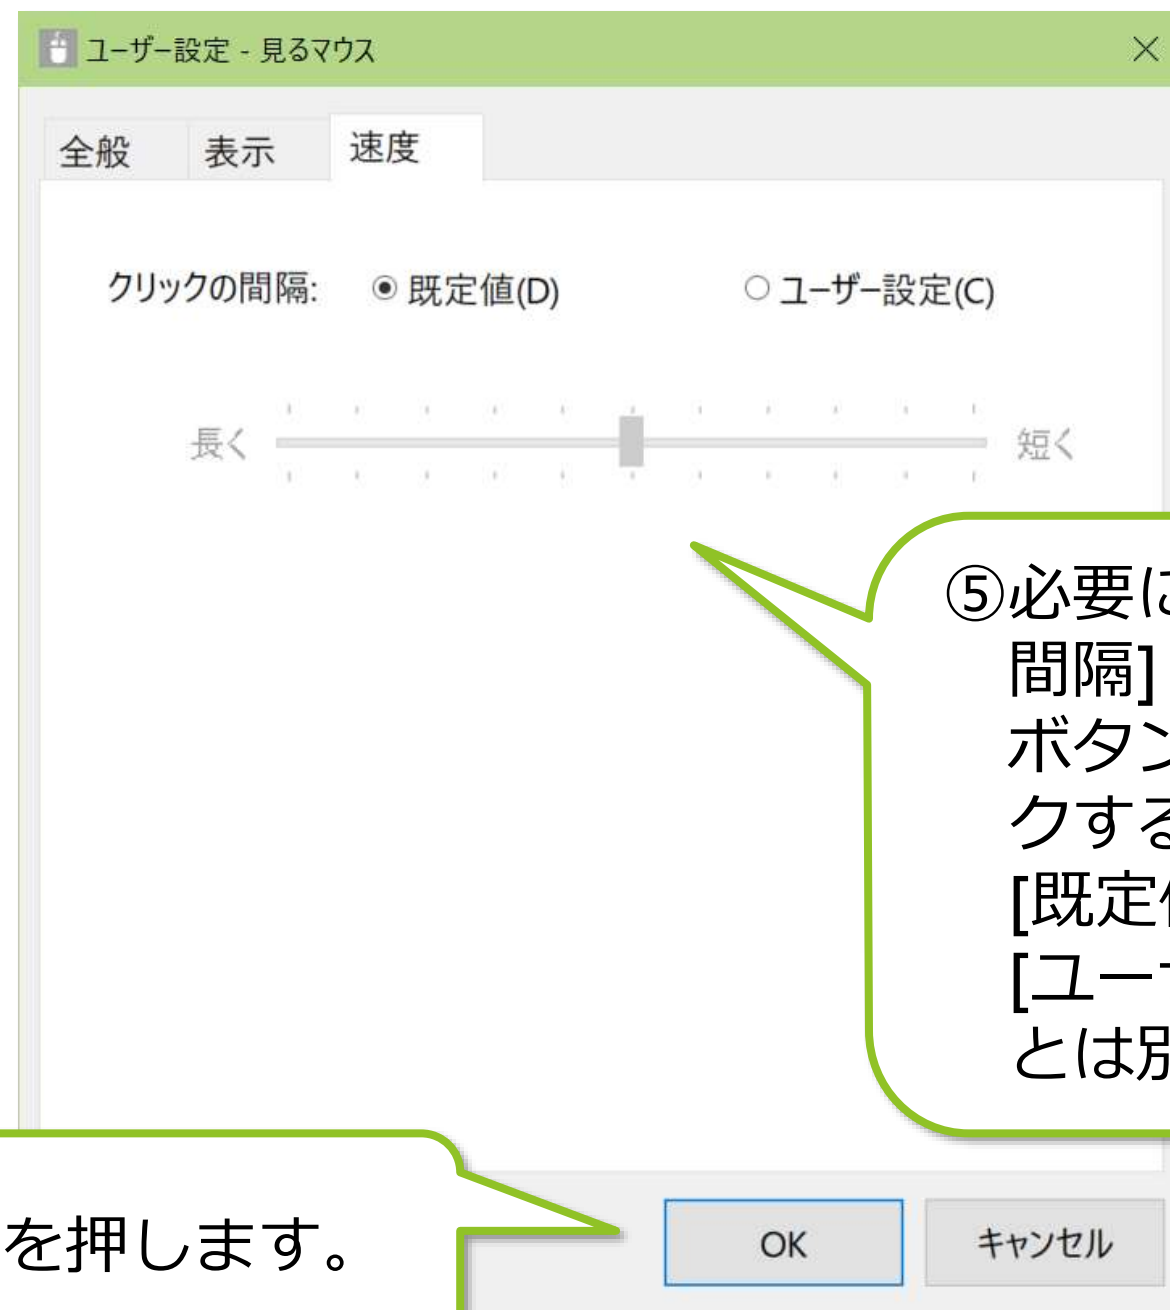 ユーザー設定 - 見るマウス
全般 表示 速度
クリックの間隔: 既定値(D) ユーザー設定(C)
長く 短く
⑤必要に
間隔]
ボタン
クする
[既定値
[ユーザ
とは別
を押します。
OK キャンセル